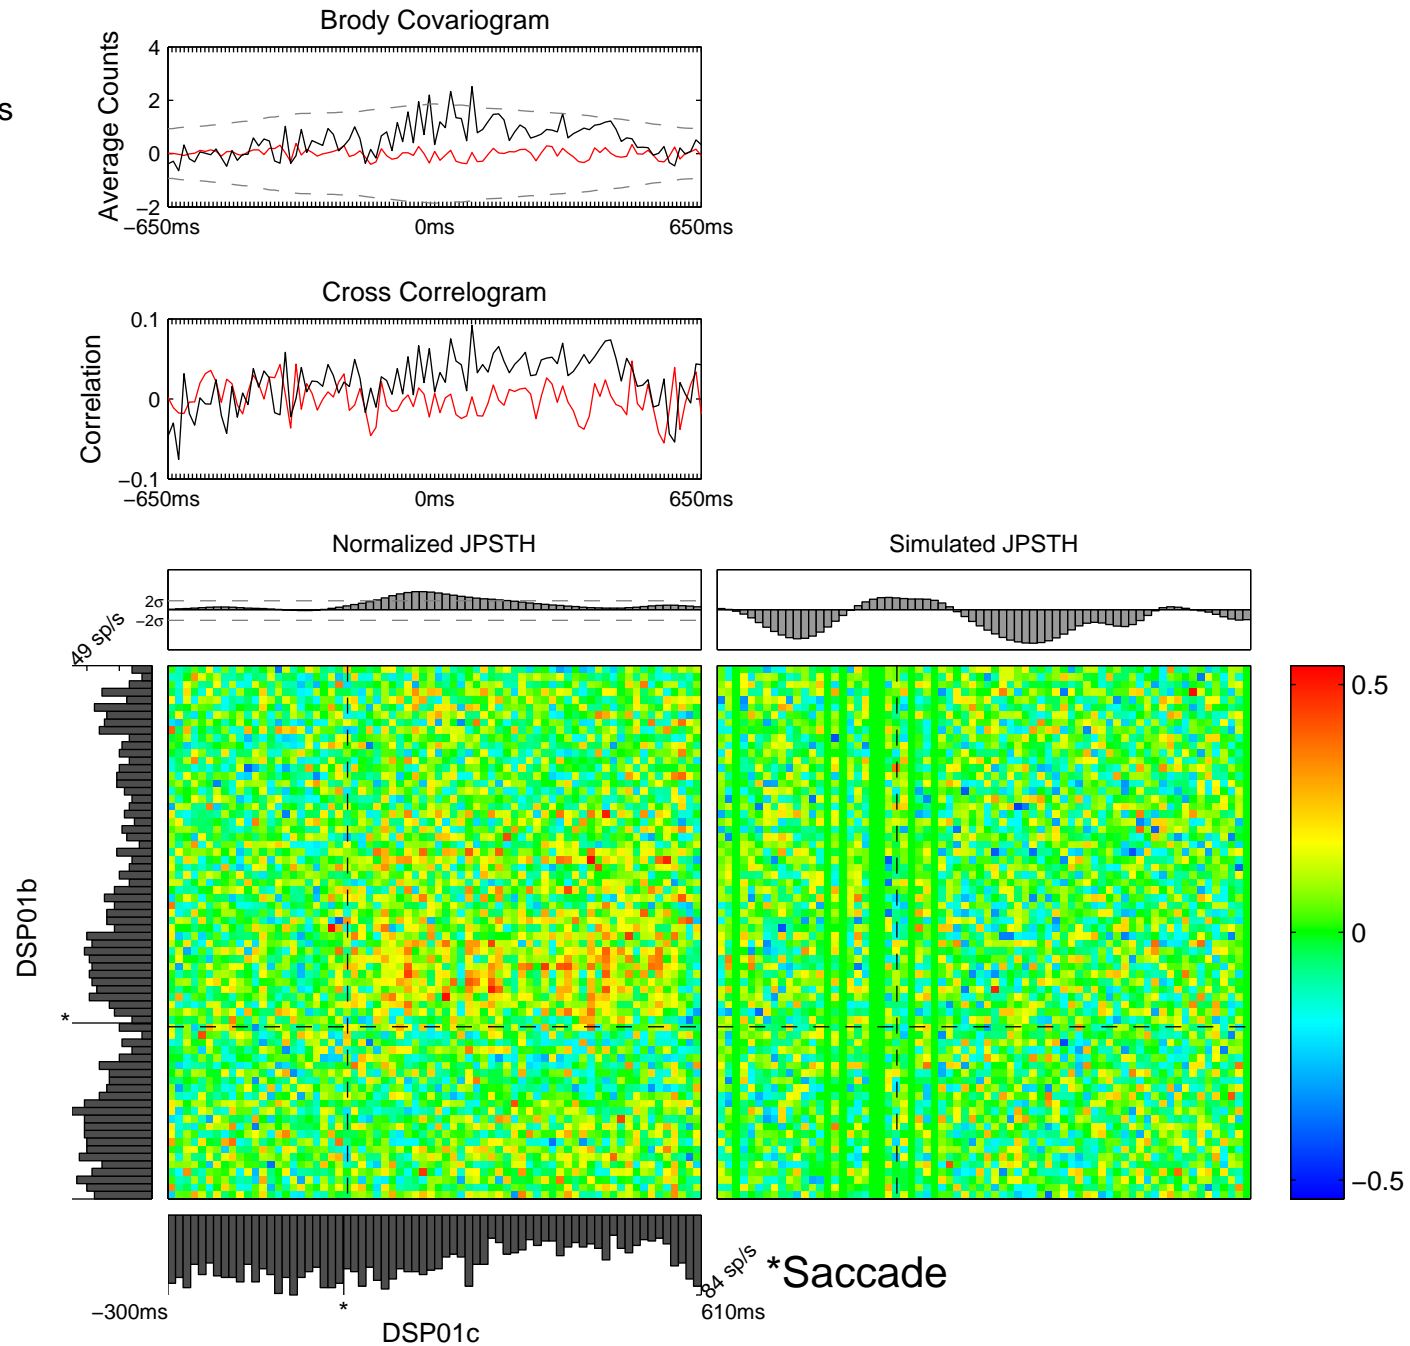 Brody Covariogram
s
Average Counts
4
2
0
−2
−650ms
0ms
650ms
Cross Correlogram
Correlation
0.1
0
−0.1
−650ms
0ms
650ms
Normalized JPSTH
Simulated JPSTH
2σ
−2σ
49 sp/s
DSP01b
*
0.5
0
−0.5
84 sp/s
*Saccade
−300ms
*
610ms
DSP01c